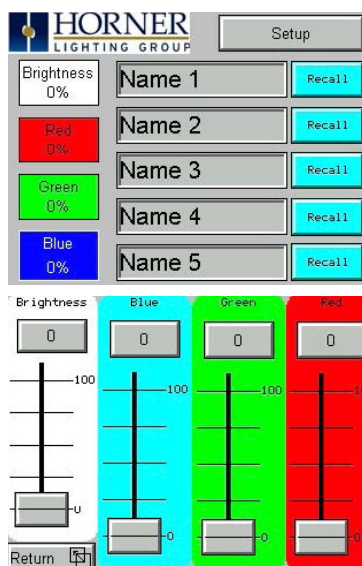 HORNER
LIGHTING GROUP
Setup
Brightness
0%
Name 1
Recall
Red
0%
Name 2
Recall
Name 3
Recall
Green
0%
Name 4
Recall
Blue
0%
Name 5
Recall
Brightness Blue Green Red
0 0 0 0
100 100 100
0 0 0 0
Return